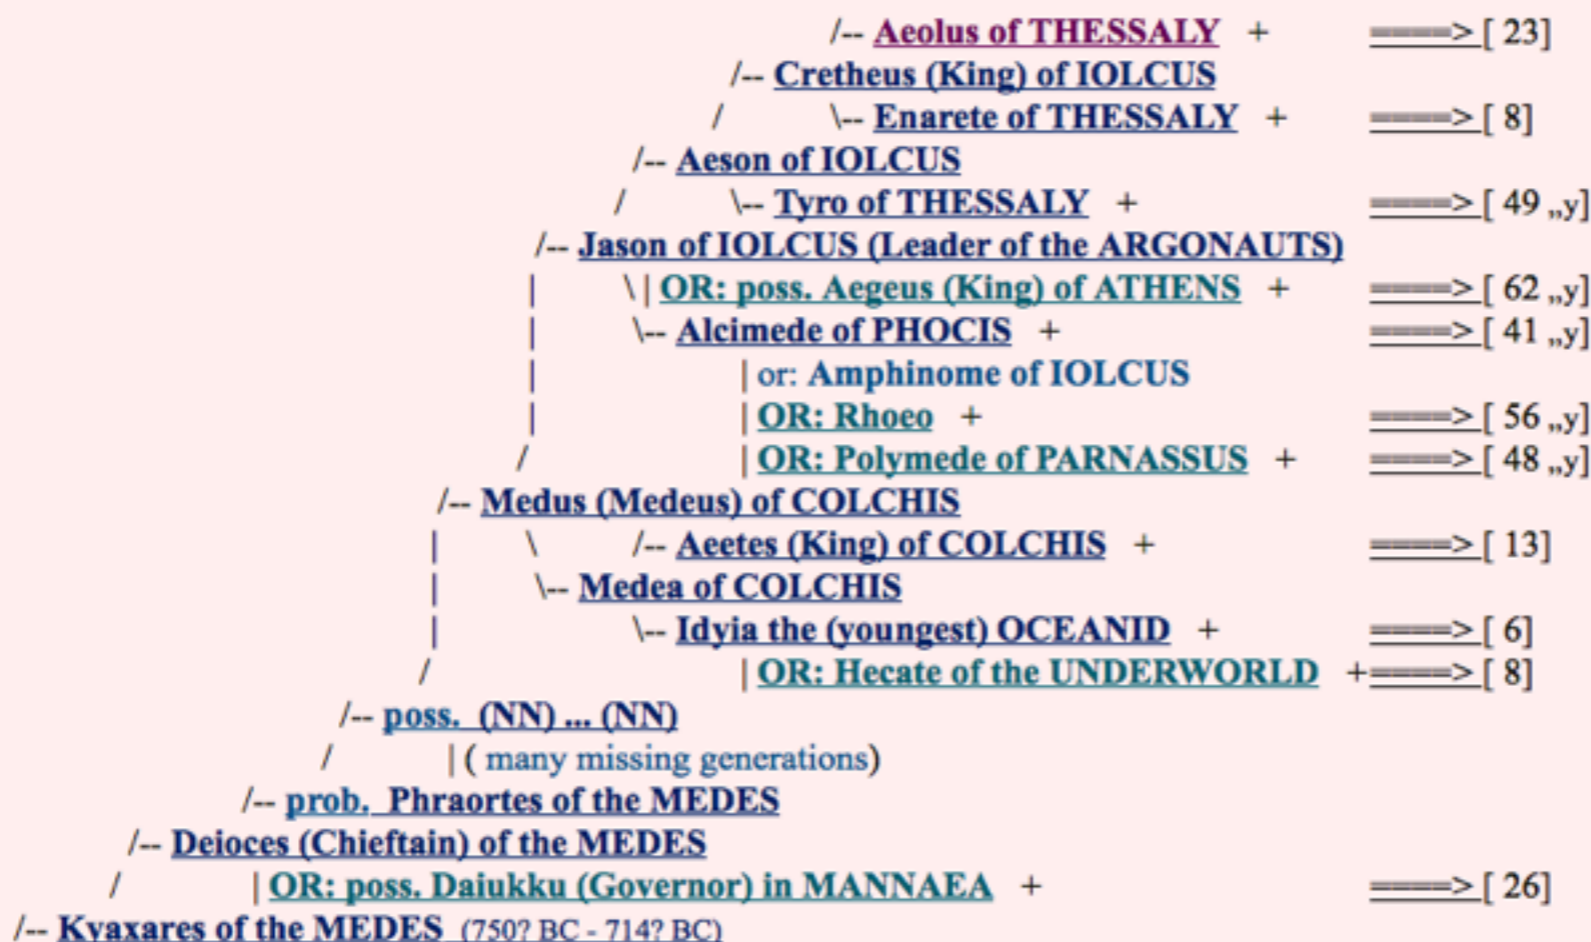 /-- Aeolus of THESSALY + ====> [ 23]
/-- Cretheus (King) of IOLCUS
/ \-- Enarete of THESSALY + ====> [ 8]
/-- Aeson of IOLCUS
/ \-- Tyro of THESSALY + ====> [ 49 ,,y]
/-- Jason of IOLCUS (Leader of the ARGONAUTS)
| \ | OR: poss. Aegeus (King) of ATHENS + ====> [ 62 ,,y]
| \-- Alcimede of PHOCIS + ====> [ 41 ,,y]
| | or: Amphinome of IOLCUS
| | OR: Rhoeo + ====> [ 56 ,,y]
/ | OR: Polymede of PARNASSUS + ====> [ 48 ,,y]
/-- Medus (Medeus) of COLCHIS
| \ /-- Aeetes (King) of COLCHIS + ====> [ 13]
| \-- Medea of COLCHIS
| \-- Idyia the (youngest) OCEANID + ====> [ 6]
/ | OR: Hecate of the UNDERWORLD + ====> [ 8]
/-- poss. (NN) ... (NN)
/ | ( many missing generations)
/-- prob. Phraortes of the MEDES
/-- Deioces (Chieftain) of the MEDES
/ | OR: poss. Daiukku (Governor) in MANNAEA + ====> [ 26]
/-- Kyaxares of the MEDES (750? BC - 714? BC)